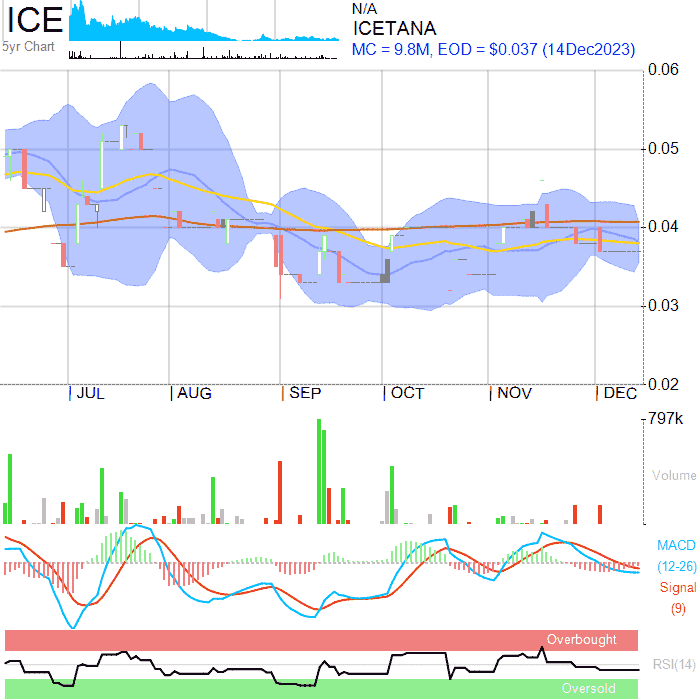 ICE
5yr Chart
N/A
ICETANA
MC = 9.8M, EOD = $0.037 (14Dec2023)
0.06
0.05
0.04
0.03
0.02
JUL AUG SEP OCT NOV DEC
797k
Volume
MACD
(12-26)
Signal
(9)
Overbought
RSI(14)
Oversold